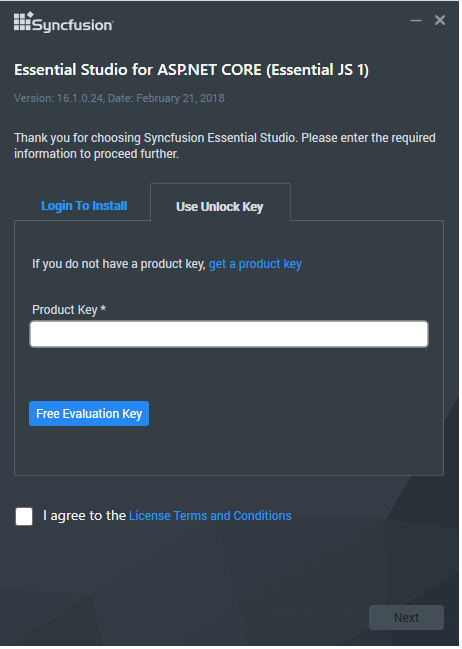 Syncfusion
Essential Studio for ASP.NET CORE (Essential JS 1)
Version: 16.1.0.24, Date: February 21, 2018
Thank you for choosing Syncfusion Essential Studio. Please enter the required
information to proceed further.
Login To Install
Use Unlock Key
If you do not have a product key, get a product key
Product Key *
Free Evaluation Key
I agree to the License Terms and Conditions
Next